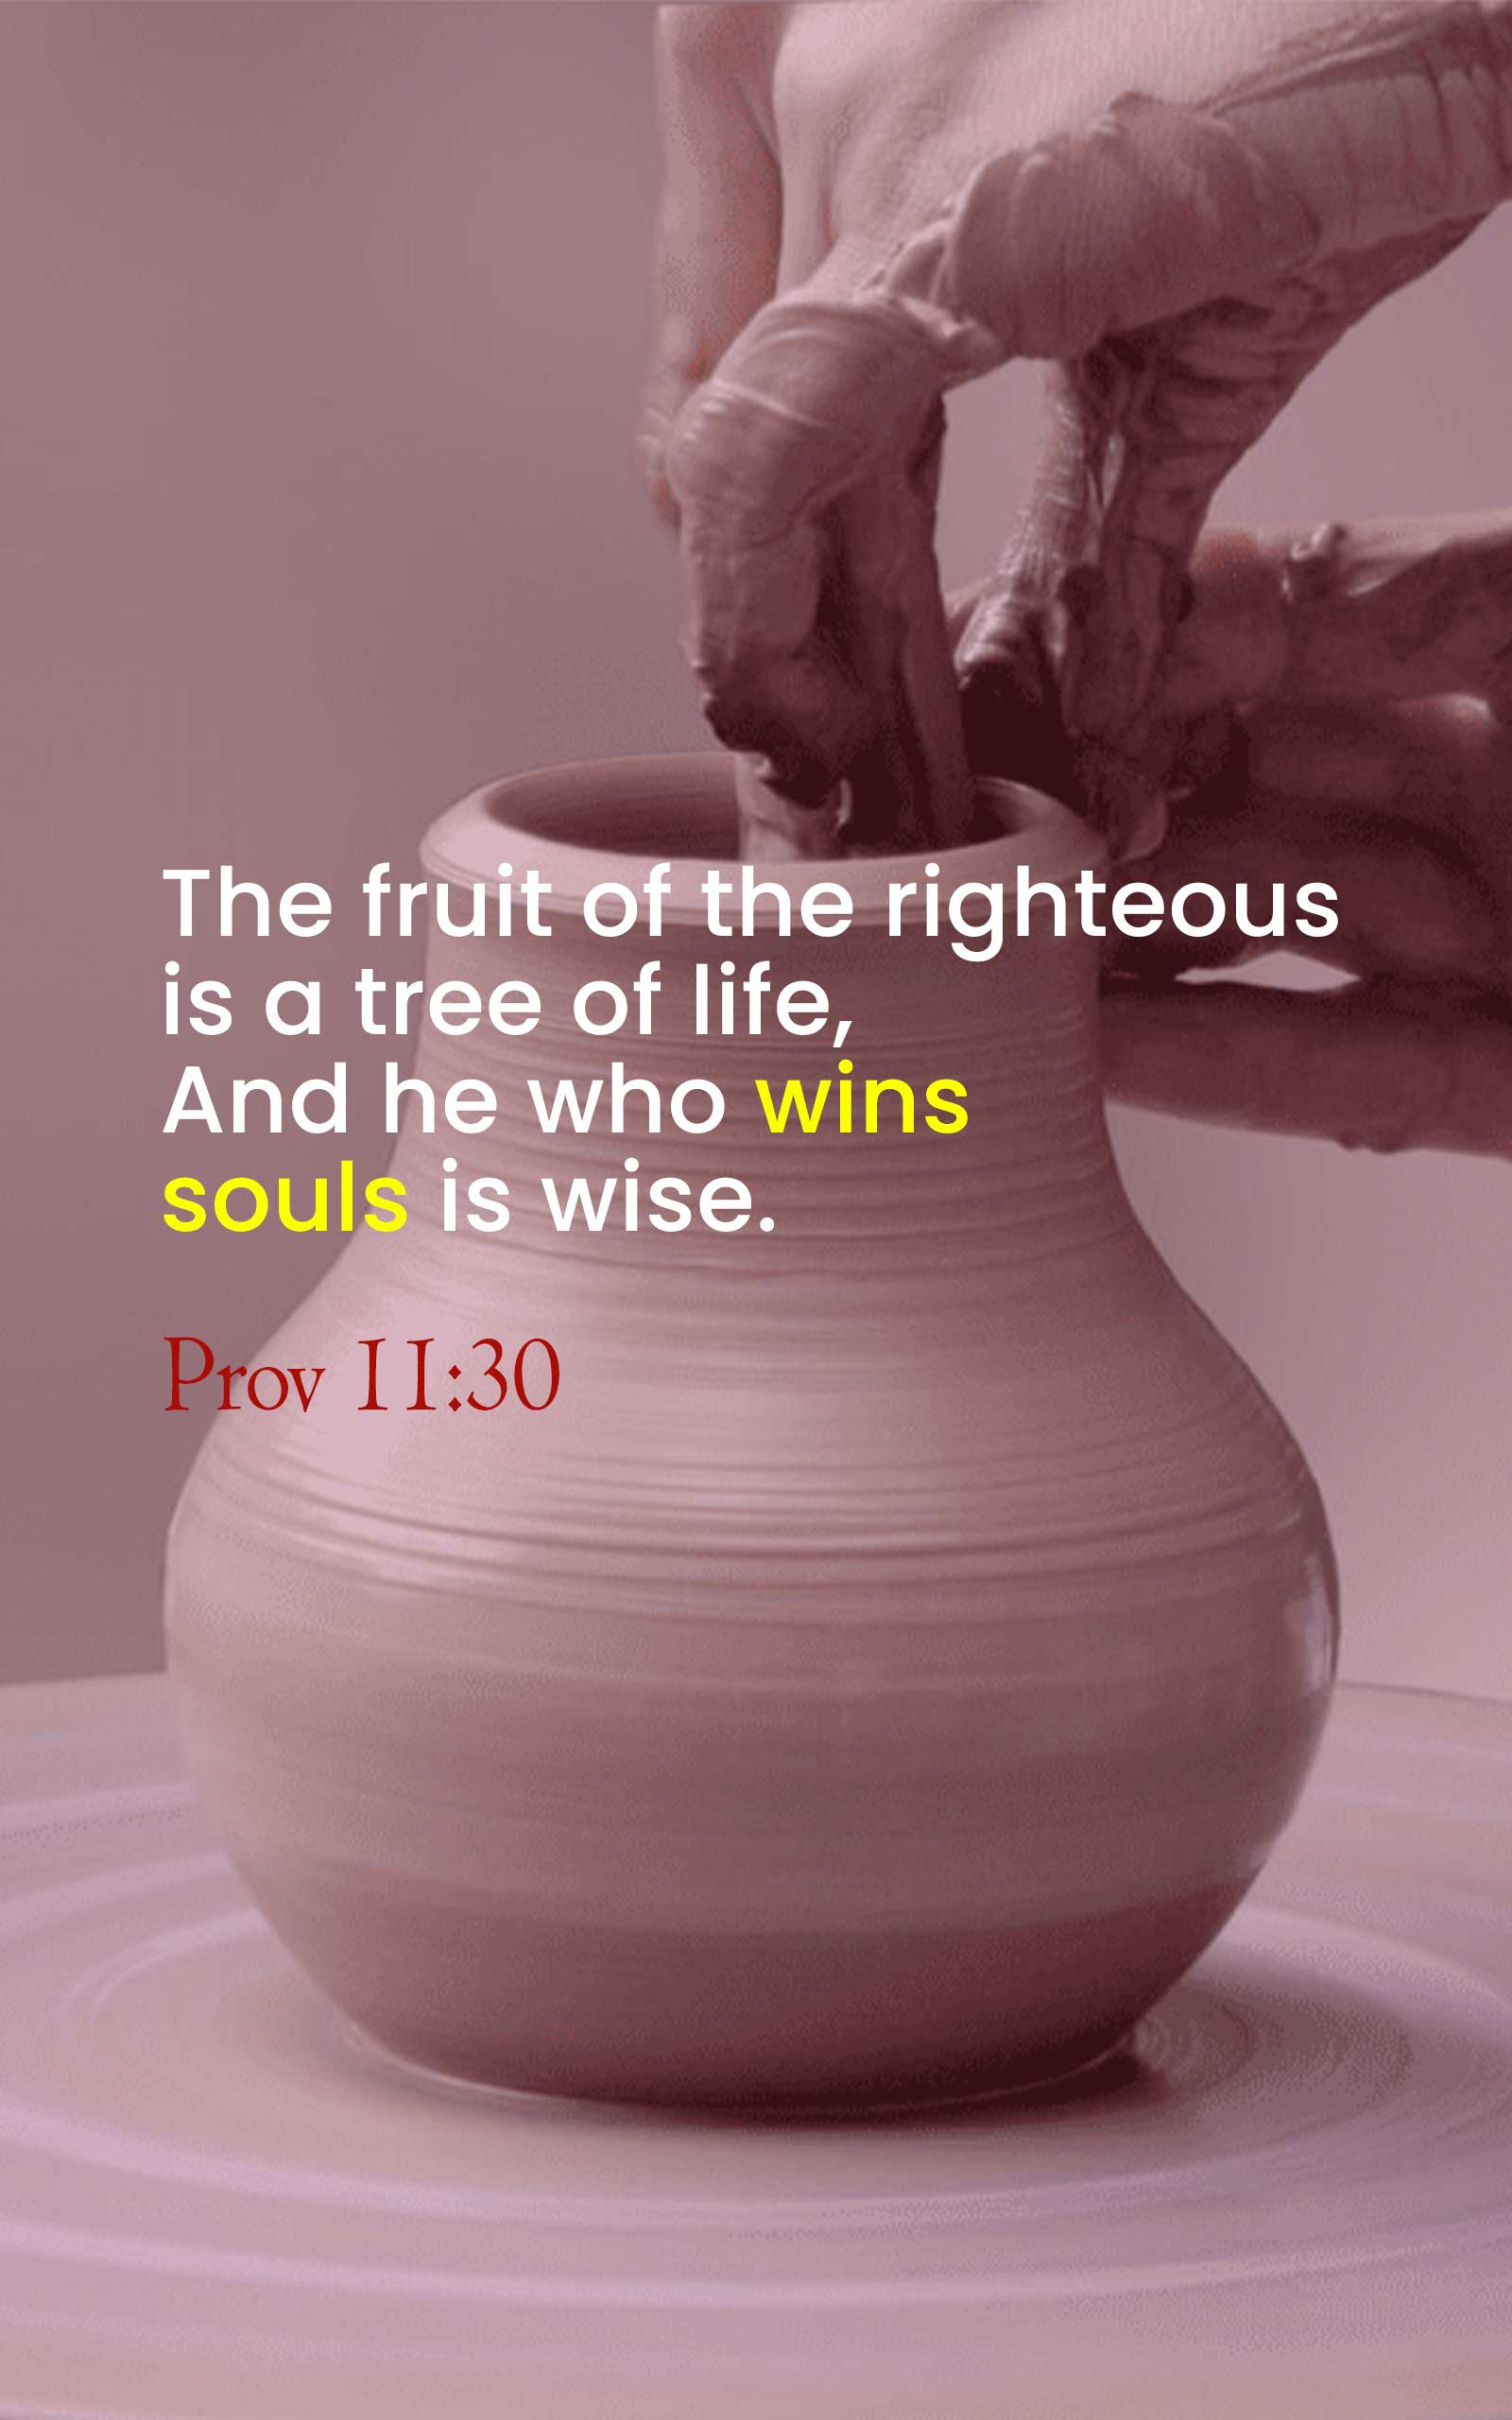 The fruit of the righteous
is a tree of life,
And he who wins
souls is wise.
Prov 11:30